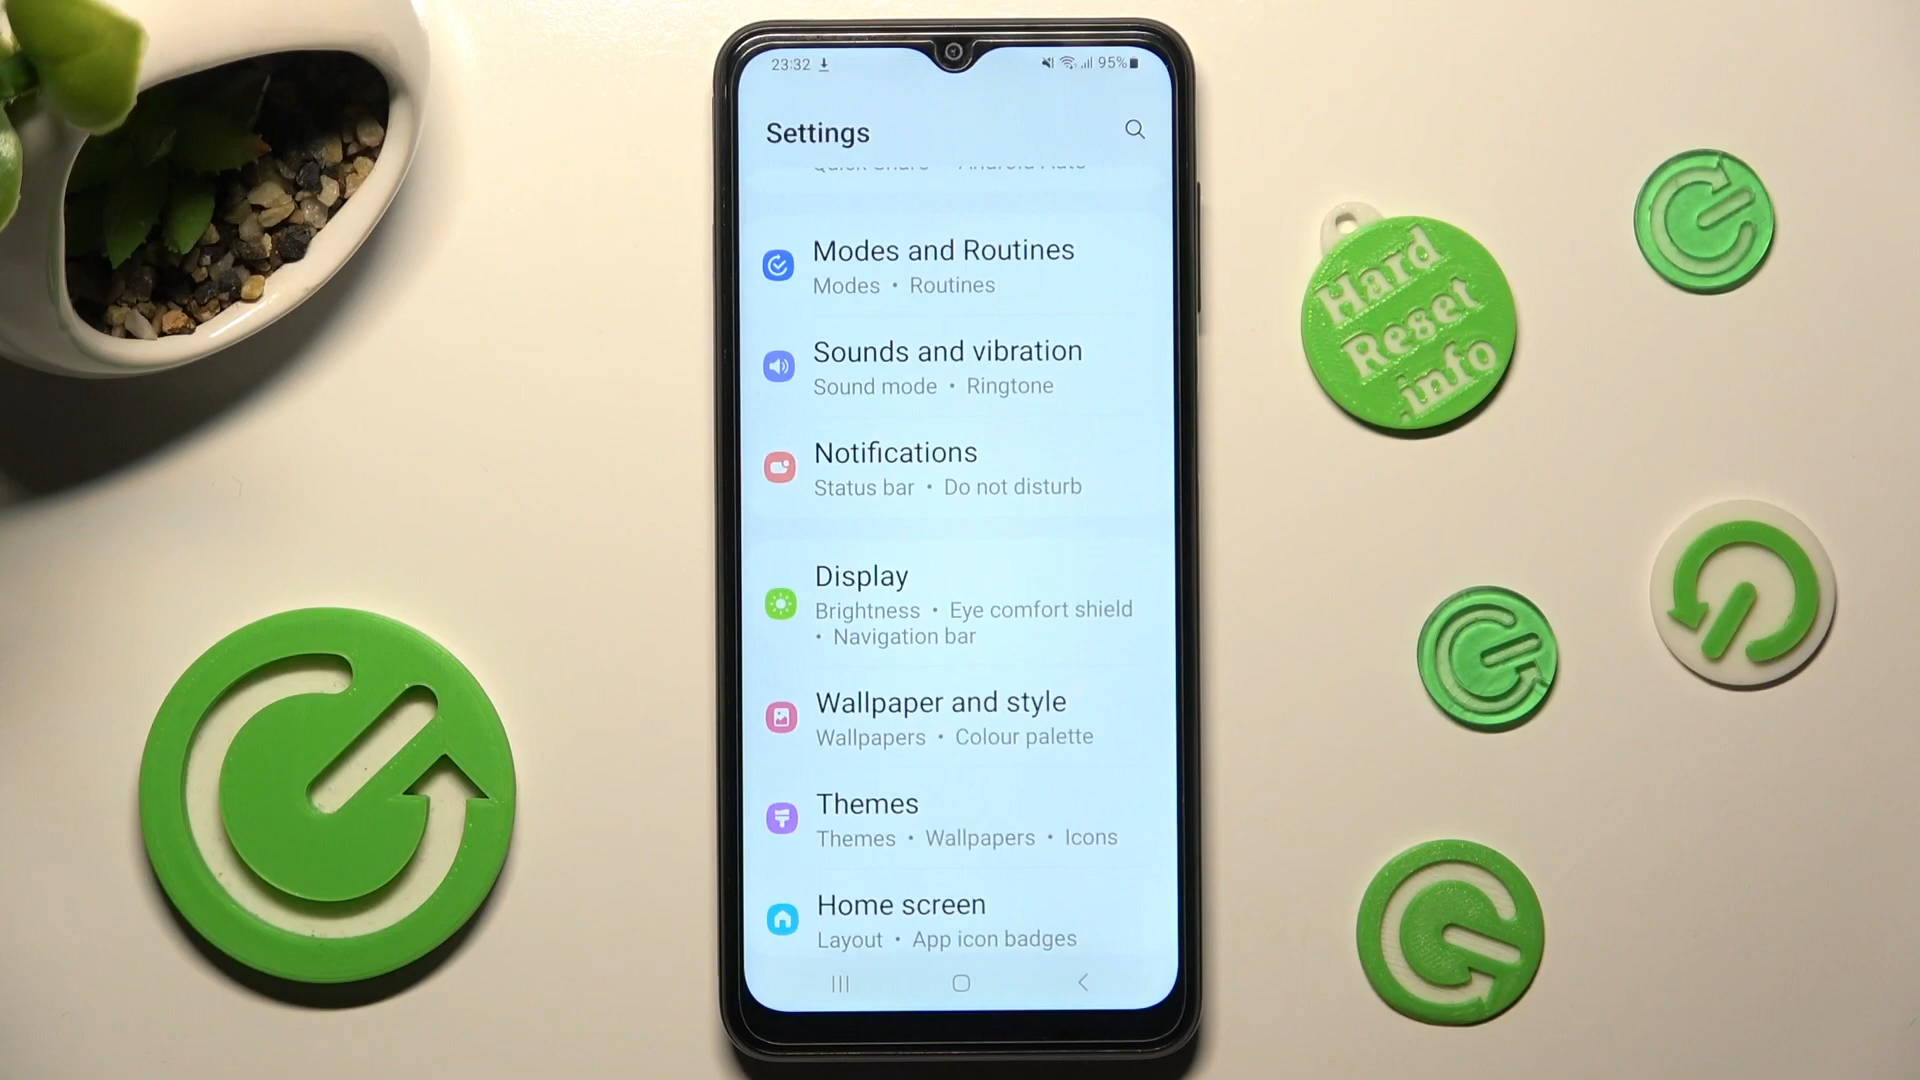 23:32
95%
Settings
Modes and Routines
Modes • Routines
Sounds and vibration
Sound mode • Ringtone
Notifications
Status bar • Do not disturb
Display
Brightness • Eye comfort shield
• Navigation bar
Wallpaper and style
Wallpapers • Colour palette
Themes
Themes • Wallpapers • Icons
Home screen
Layout • App icon badges
Hard
Reset
.info